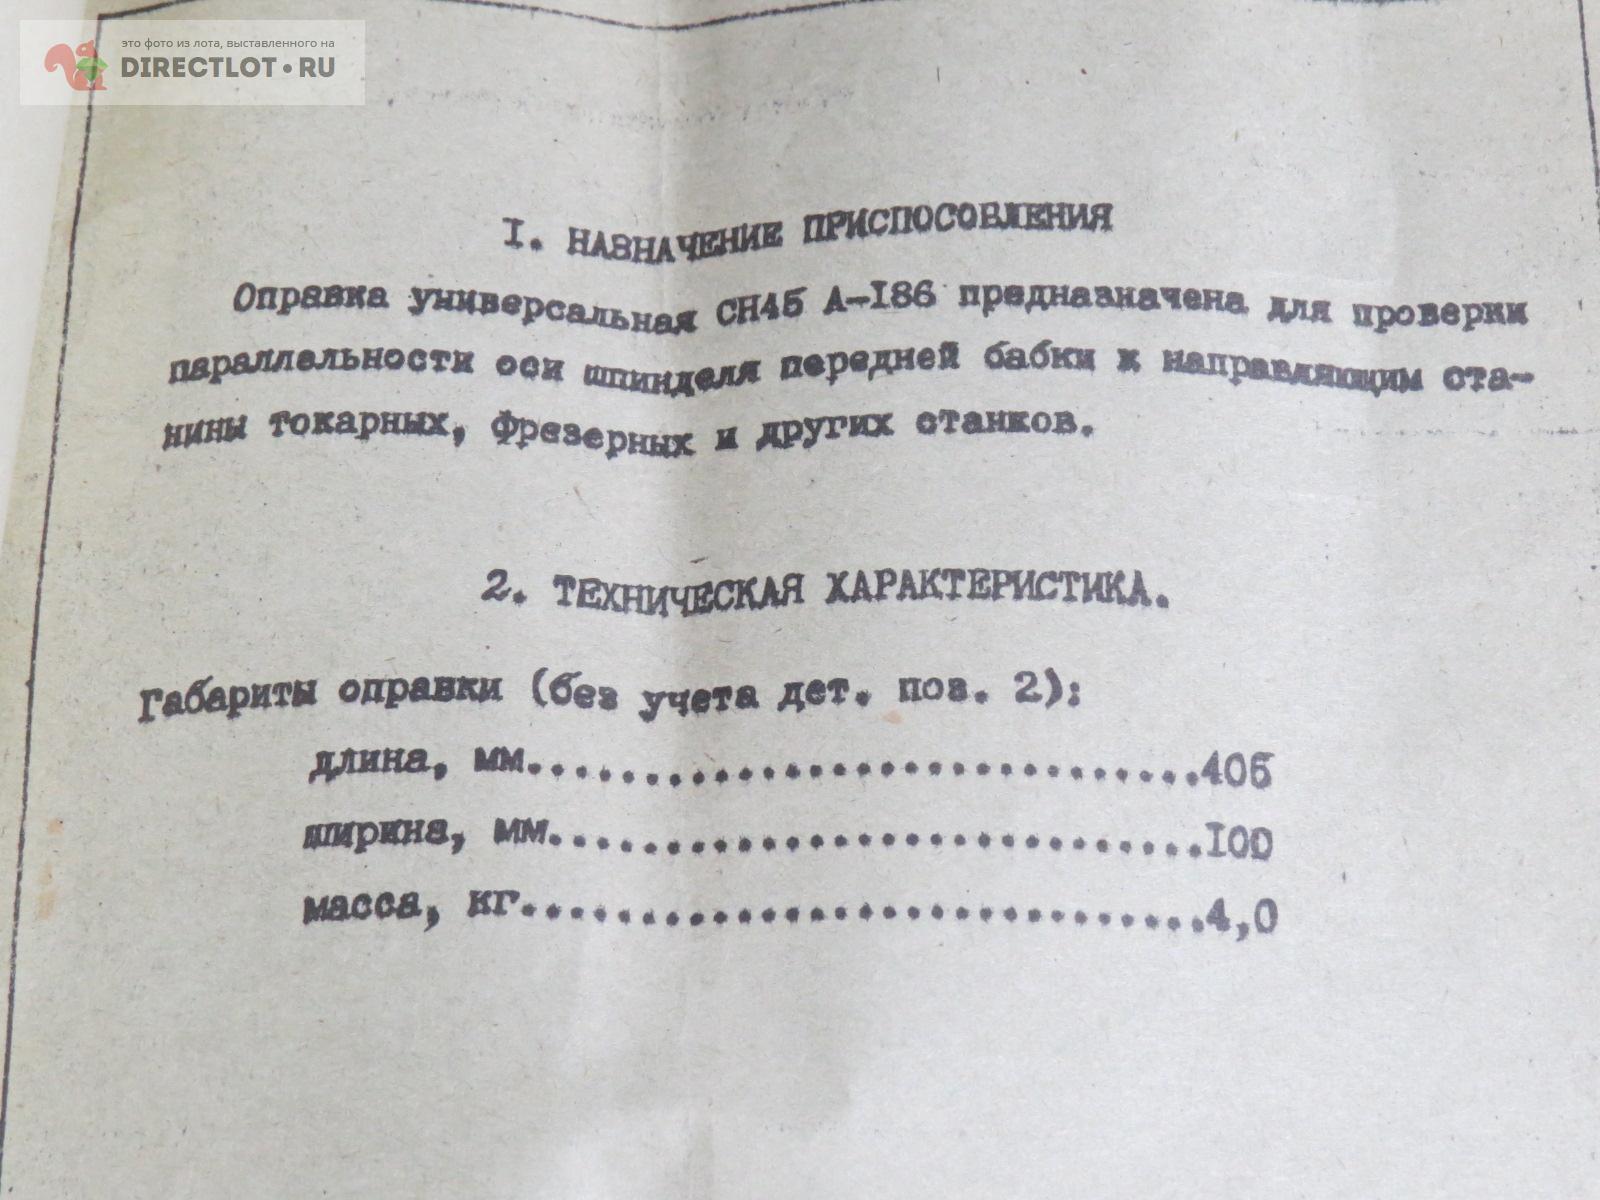 это фото из лота, выставленного на
DIRECTLOT•RU
I. НАЗНАЧЕНИЕ ПРИСПОСОБЛЕНИЯ
Оправка универсальная СН45 А-I86 предназначена для проверки
параллельности оси шпинделя передней бабки к направляющим ста-
нины токарных, фрезерных и других станков.
2. ТЕХНИЧЕСКАЯ ХАРАКТЕРИСТИКА.
Габариты оправки (без учета дет. поз. 2):
длина, мм............................405
ширина, мм...........................I00
масса, кг............................4,0